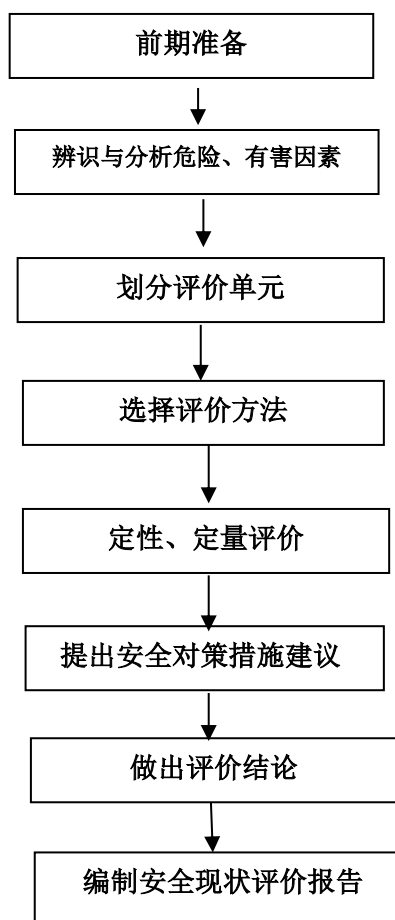 前期准备
辨识与分析危险、有害因素
划分评价单元
选择评价方法
定性、定量评价
提出安全对策措施建议
做出评价结论
编制安全现状评价报告